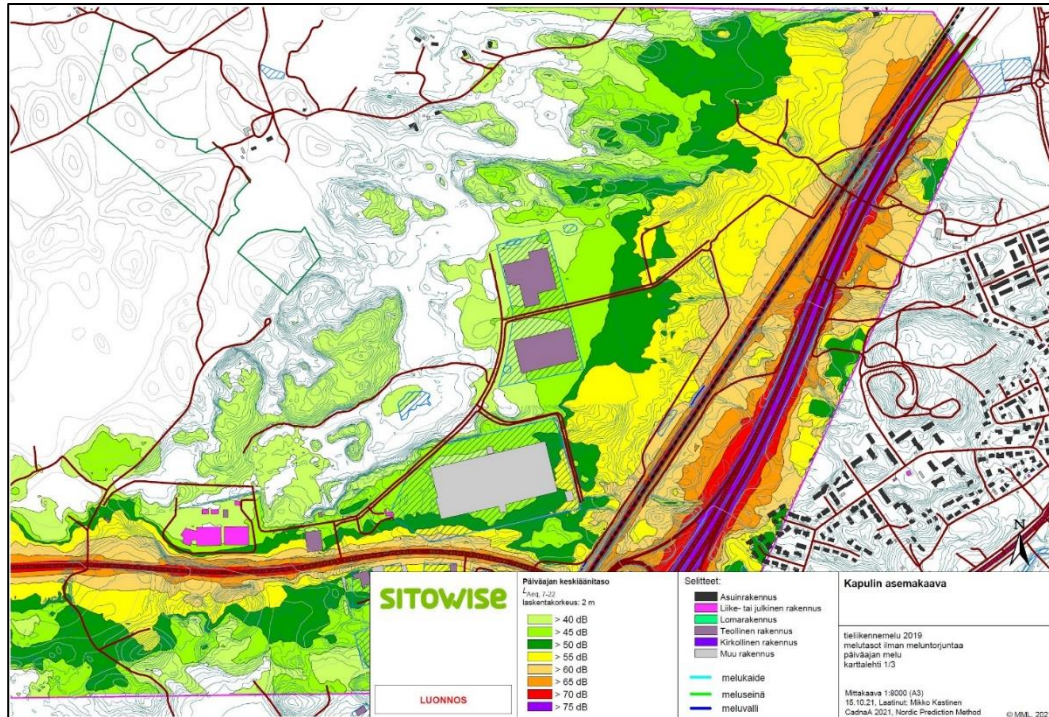 N
SITOWISE
LUONNOS
Päiväajan keskiäänitaso
LAeq, 7-22
laskentakorkeus: 2 m
> 40 dB
> 45 dB
> 50 dB
> 55 dB
> 60 dB
> 65 dB
> 70 dB
> 75 dB
Selitteet:
Asuinrakennus
Liike- tai julkinen rakennus
Lomarakennus
Teollinen rakennus
Kirkollinen rakennus
Muu rakennus
melukaide
meluseinä
meluvalli
Kapulin asemakaava
tieliikennemelu 2019
melutasot ilman meluntorjuntaa
päiväajan melu
karttalehti 1/3
Mittakaava 1:8000 (A3)
15.10.21, Laatinut: Mikko Kastinen
CadnaA 2021, Nordic Prediction Method
© MML, 2021